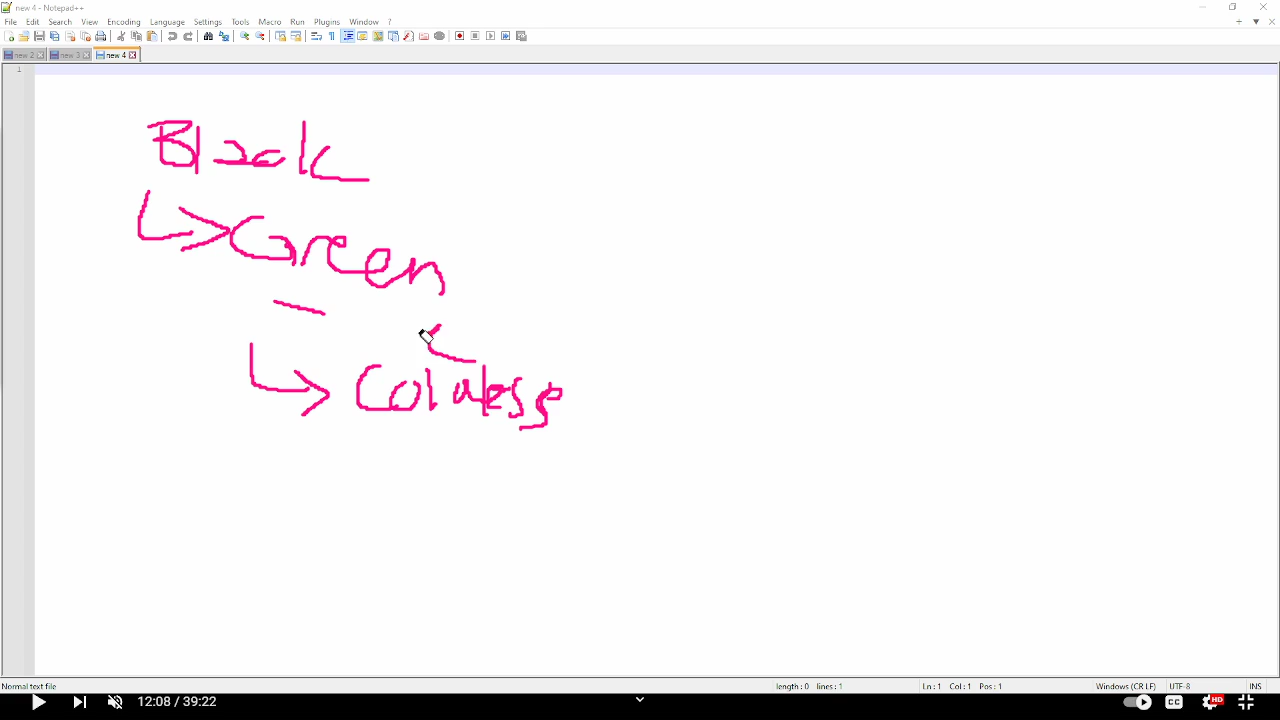 new 4 - Notepad++
File Edit Search View Encoding Language Settings Tools Macro Run Plugins Window ?
new 2 new 3 new 4
1
Black
Green
Normal text file length : 0 lines : 1 Ln : 1 Col : 1 Pos : 1 Windows (CR LF) UTF-8 INS
12:08 / 39:22 CC HD